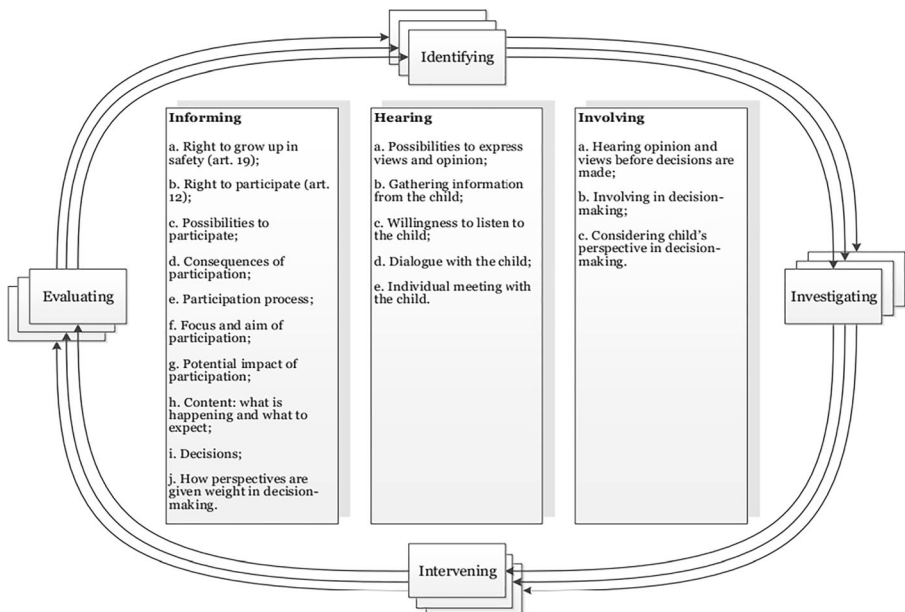 Identifying
Informing
a. Right to grow up in
safety (art. 19);
b. Right to participate (art.
12);
c. Possibilities to
participate;
d. Consequences of
participation;
e. Participation process;
f. Focus and aim of
participation;
g. Potential impact of
participation;
h. Content: what is
happening and what to
expect;
i. Decisions;
j. How perspectives are
given weight in decision-
making.
Hearing
a. Possibilities to express
views and opinion;
b. Gathering information
from the child;
c. Willingness to listen to
the child;
d. Dialogue with the child;
e. Individual meeting with
the child.
Involving
a. Hearing opinion and
views before decisions are
made;
b. Involving in decision-
making;
c. Considering child's
perspective in decision-
making.
Evaluating
Investigating
Intervening